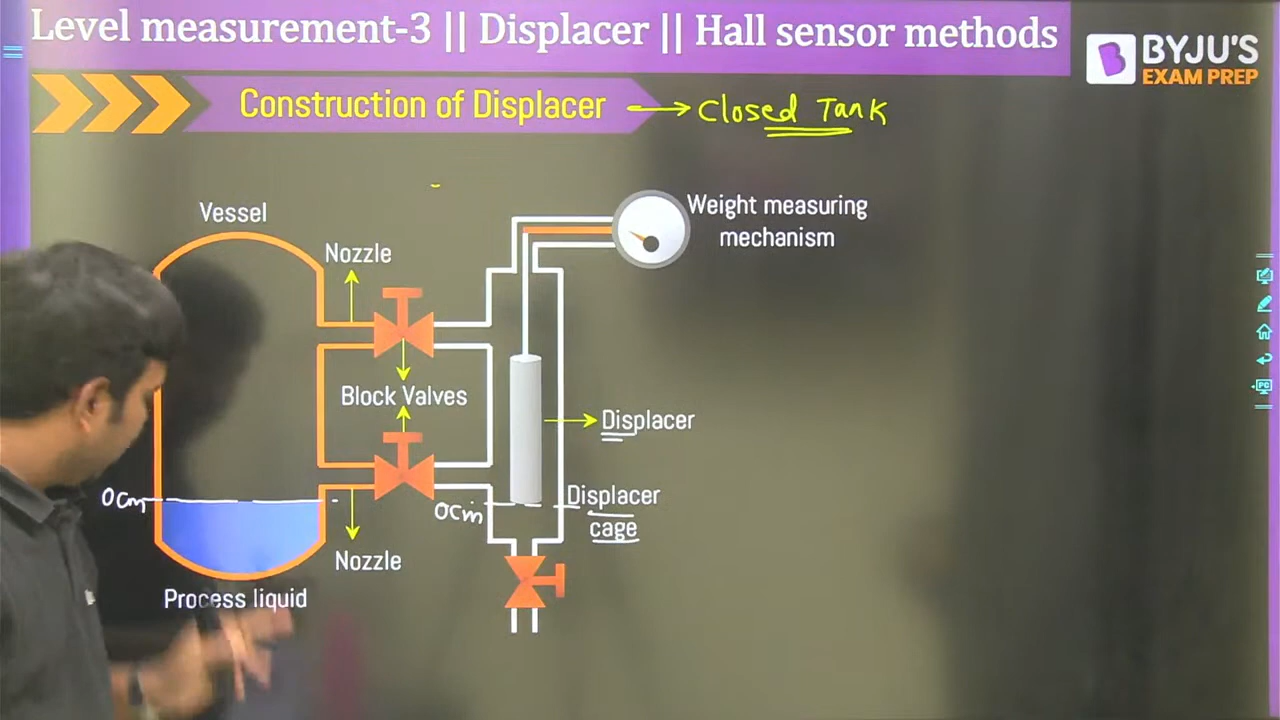 Level measurement-3 || Displacer || Hall sensor methods
BYJU'S
EXAM PREP
Construction of Displacer
Closed Tank
Vessel
Nozzle
Weight measuring
mechanism
Block Valves
Displacer
0cm
0cm
Displacer
cage
Nozzle
Process liquid
PC